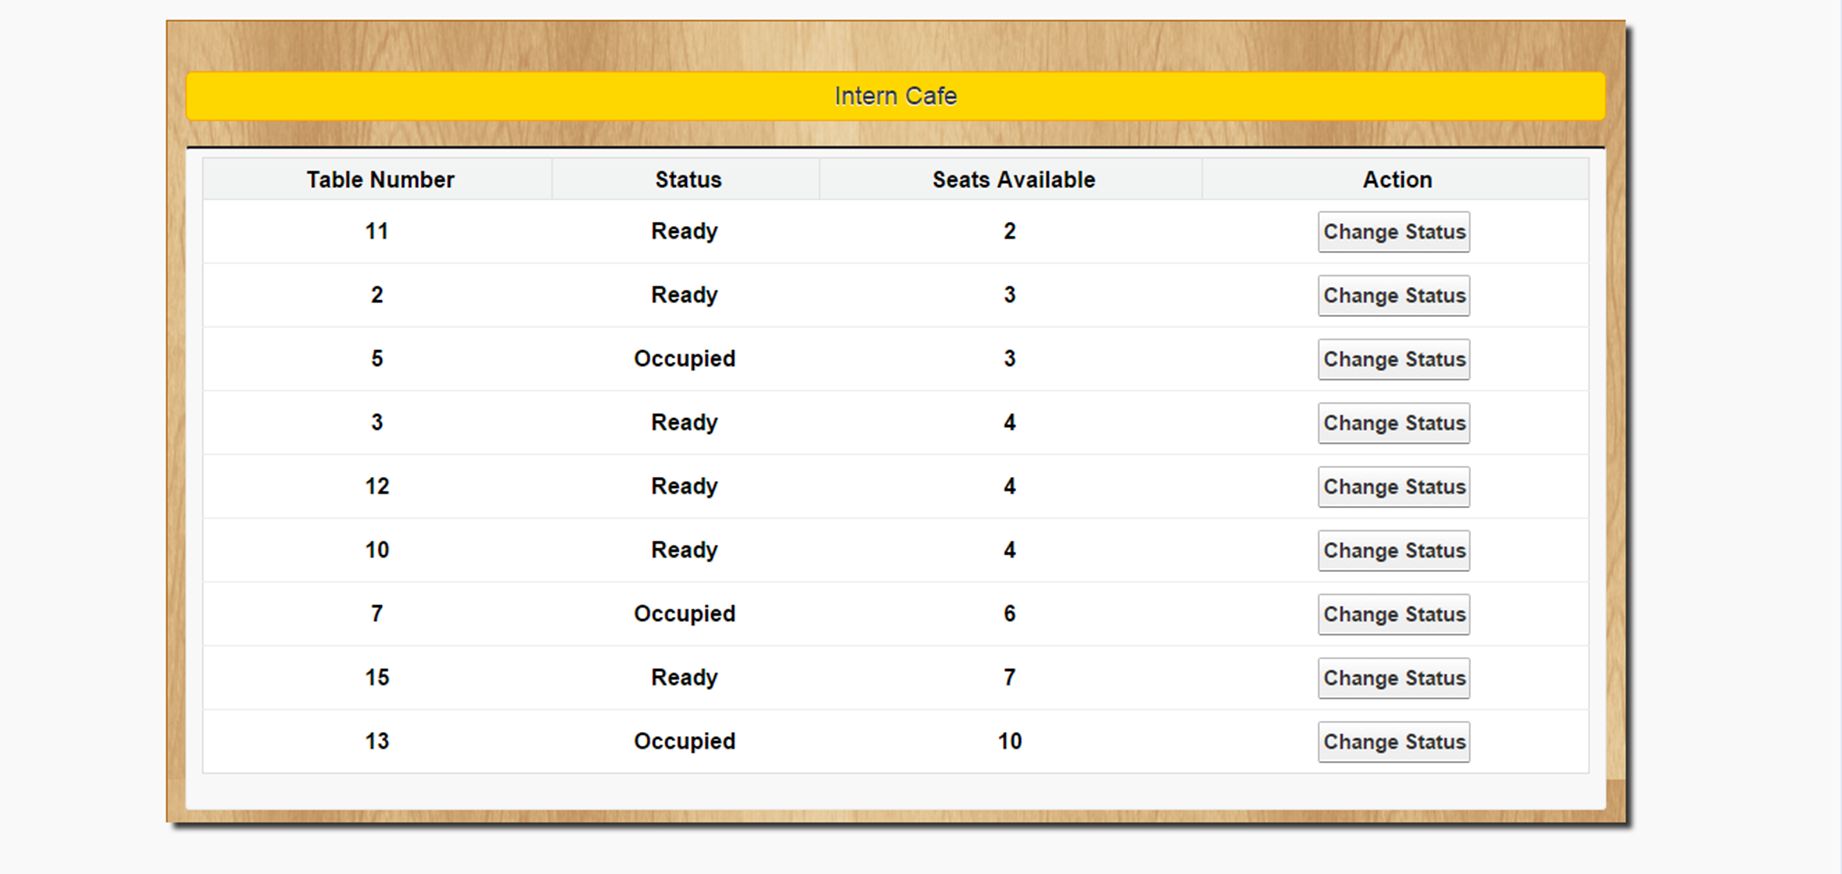 Intern Cafe
Table Number Status Seats Available Action
11 Ready 2 Change Status
2 Ready 3 Change Status
5 Occupied 3 Change Status
3 Ready 4 Change Status
12 Ready 4 Change Status
10 Ready 4 Change Status
7 Occupied 6 Change Status
15 Ready 7 Change Status
13 Occupied 10 Change Status